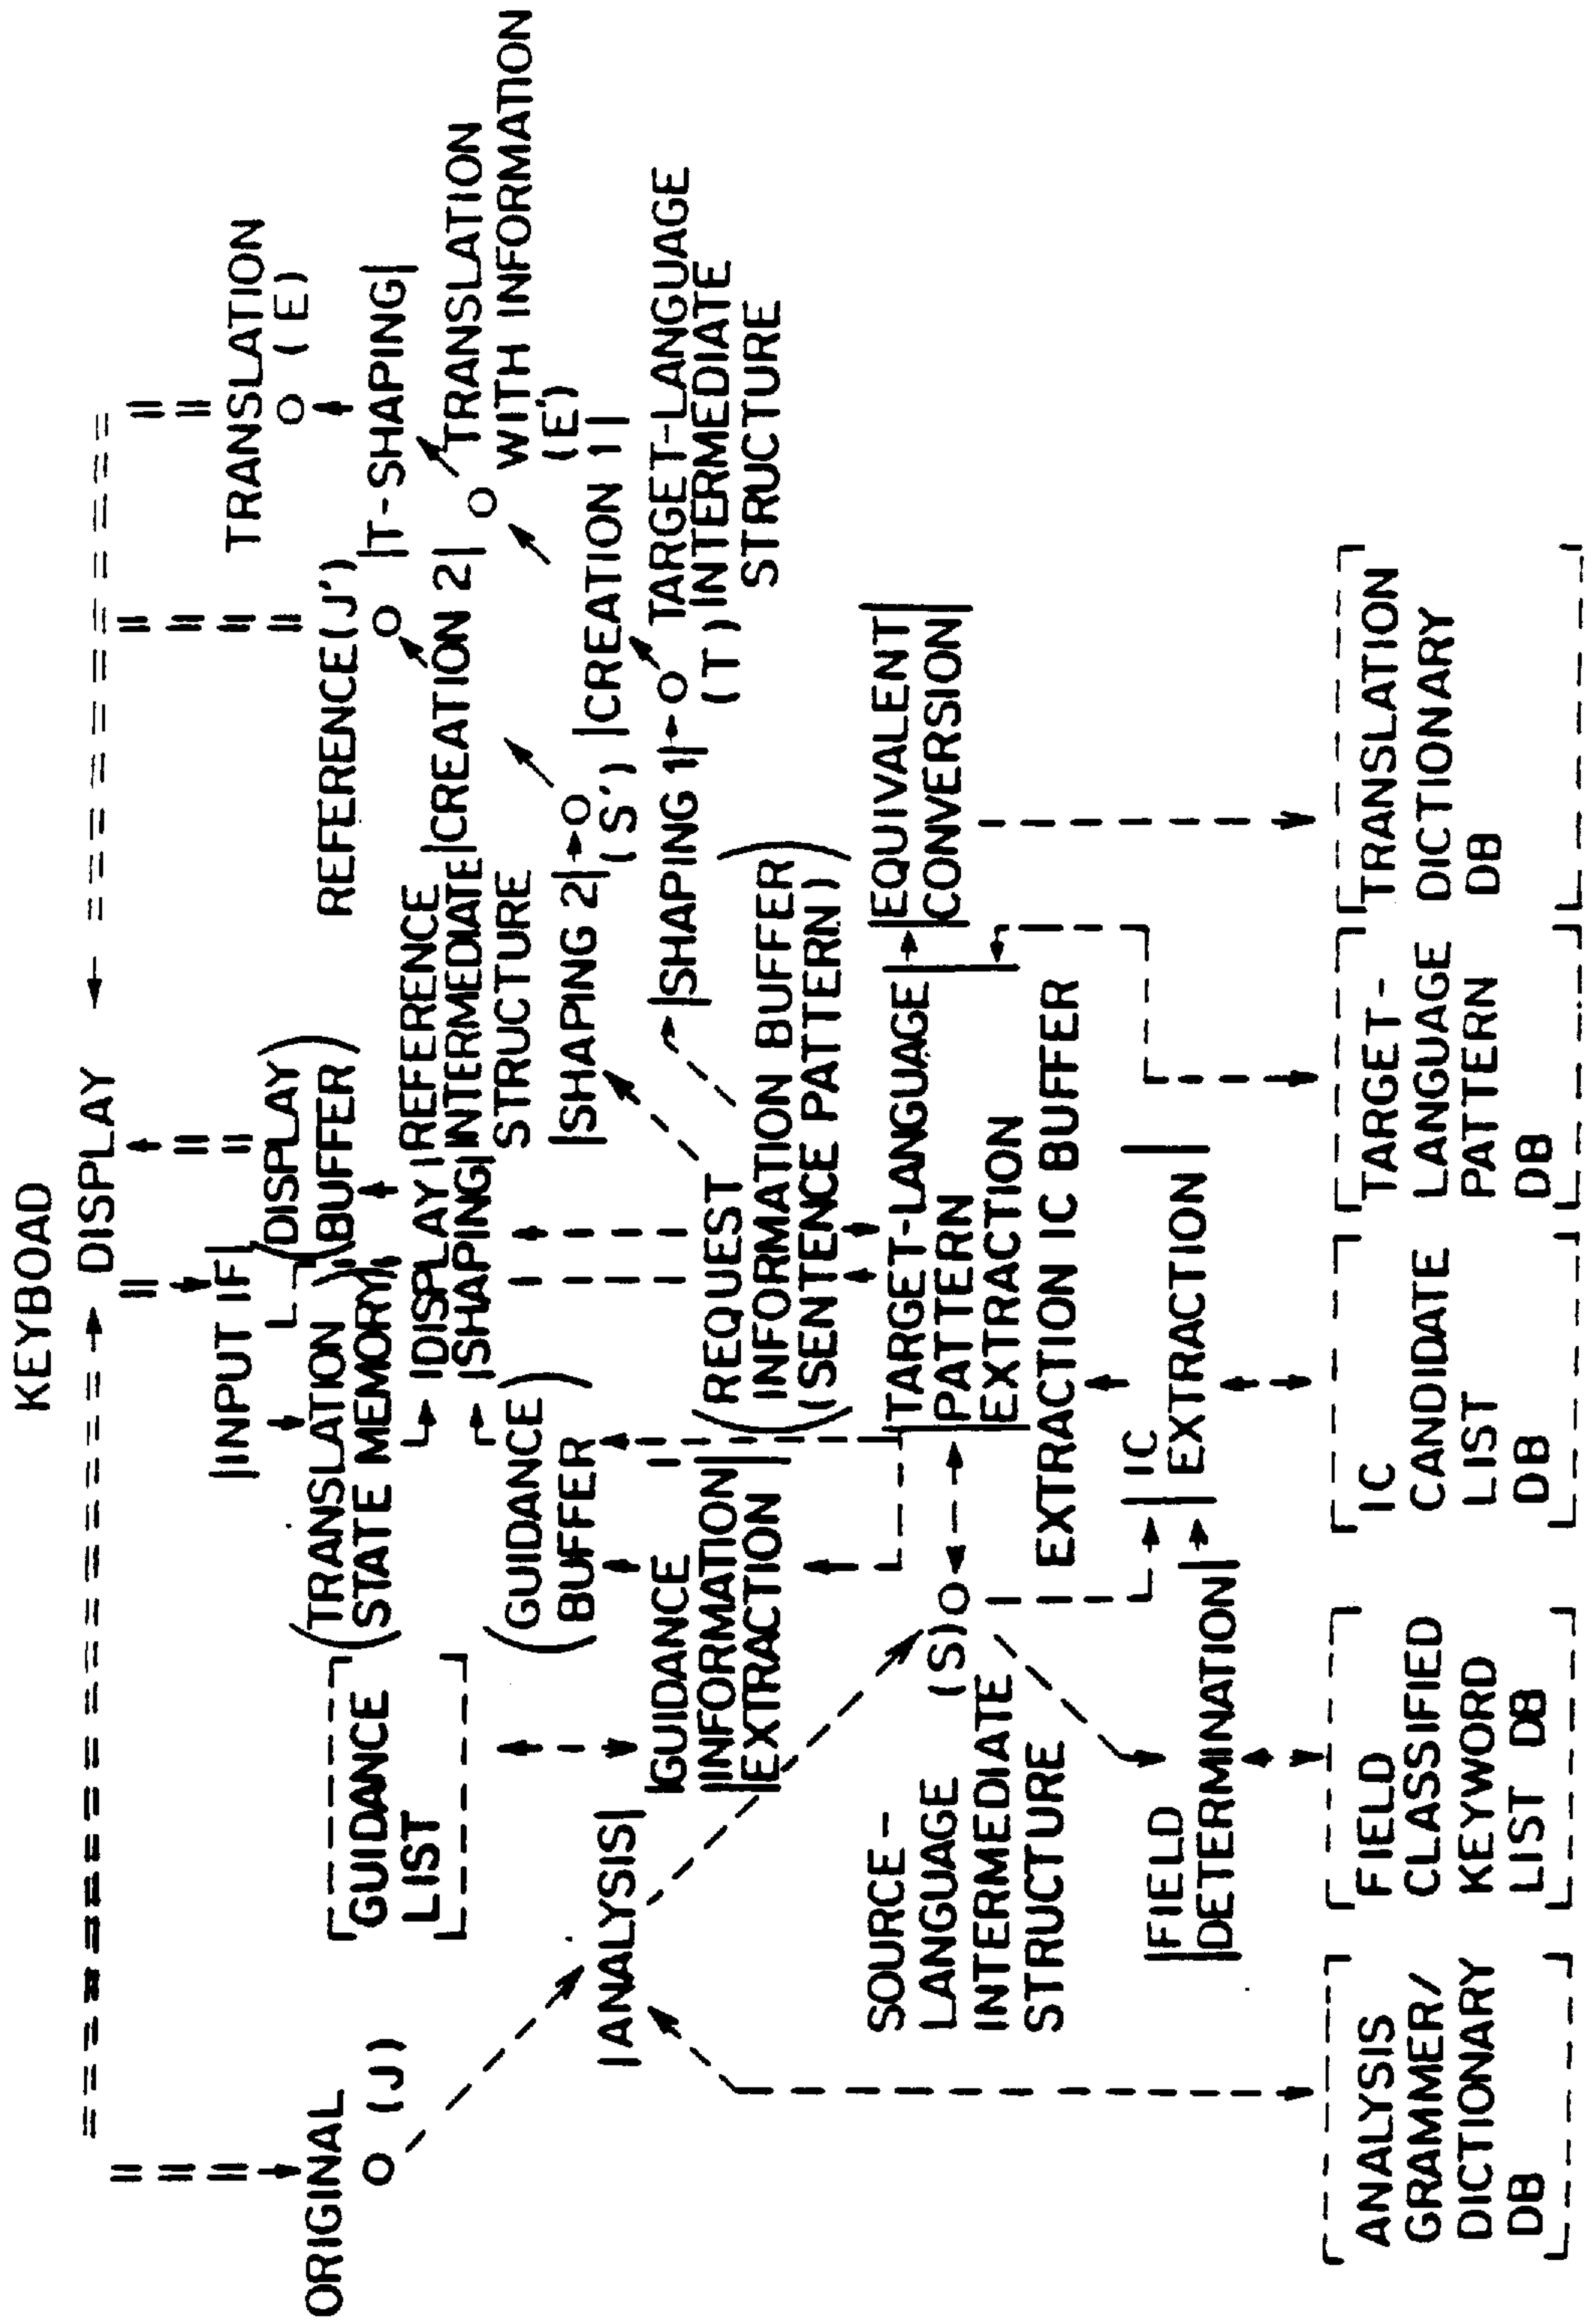 KEYBOAD
DISPLAY
ORIGINAL
O (J)
|INPUT IF|
(TRANSLATION
STATE MEMORY)
(DISPLAY
BUFFER)
REFERENCE(J')
TRANSLATION
(E)
GUIDANCE
LIST
|DISPLAY|
|SHAPING|
REFERENCE
INTERMEDIATE
STRUCTURE
|CREATION 2|
|T-SHAPING|
TRANSLATION
WITH INFORMATION
(E')
(GUIDANCE
BUFFER)
|ANALYSIS|
|SHAPING 2|
(S')
|CREATION 1|
|GUIDANCE
INFORMATION
EXTRACTION|
|SHAPING 1|
(T)
TARGET-LANGUAGE
INTERMEDIATE
STRUCTURE
(REQUEST
INFORMATION BUFFER
(SENTENCE PATTERN))
SOURCE-
LANGUAGE
INTERMEDIATE
STRUCTURE
(S)
|TARGET-LANGUAGE|
PATTERN
EXTRACTION
|EQUIVALENT|
CONVERSION|
EXTRACTION IC BUFFER
|FIELD
DETERMINATION|
|IC
EXTRACTION|
ANALYSIS
GRAMMER/
DICTIONARY
DB
FIELD
CLASSIFIED
KEYWORD
LIST DB
IC
CANDIDATE
LIST
DB
TARGET-
LANGUAGE
PATTERN
DB
TRANSLATION
DICTIONARY
DB